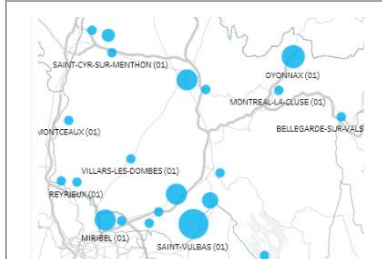 SAINT-CYR-SUR-MENTHON (01)
OYONNAX (01)
MONTREAL-LA-CLUSE (01)
BELLEGARDE-SUR-VALS
MONTCEAUX (01)
VILLARS-LES-DOMBES (01)
REYRIEUX (01)
MIRIBEL (01)
SAINT-VULBAS (01)